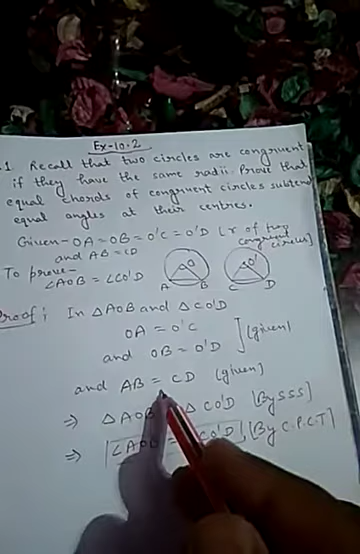 Ex-10.2
.1 Recall that two circles are congruent
if they have the same radii. Prove that
equal chords of congruent circles subtend
equal angles at their centres.
Given - OA = OB = O'C = O'D [r of two congruent circles]
and AB = CD
To prove -
∠AOB = ∠CO'D
O
A B
O'
C D
Proof : In △AOB and △CO'D
OA = O'C
and OB = O'D ] (given)
and AB = CD (given)
⇒ △AOB △CO'D [By SSS]
⇒ ∠AOB = CO'D [By C.P.C.T]